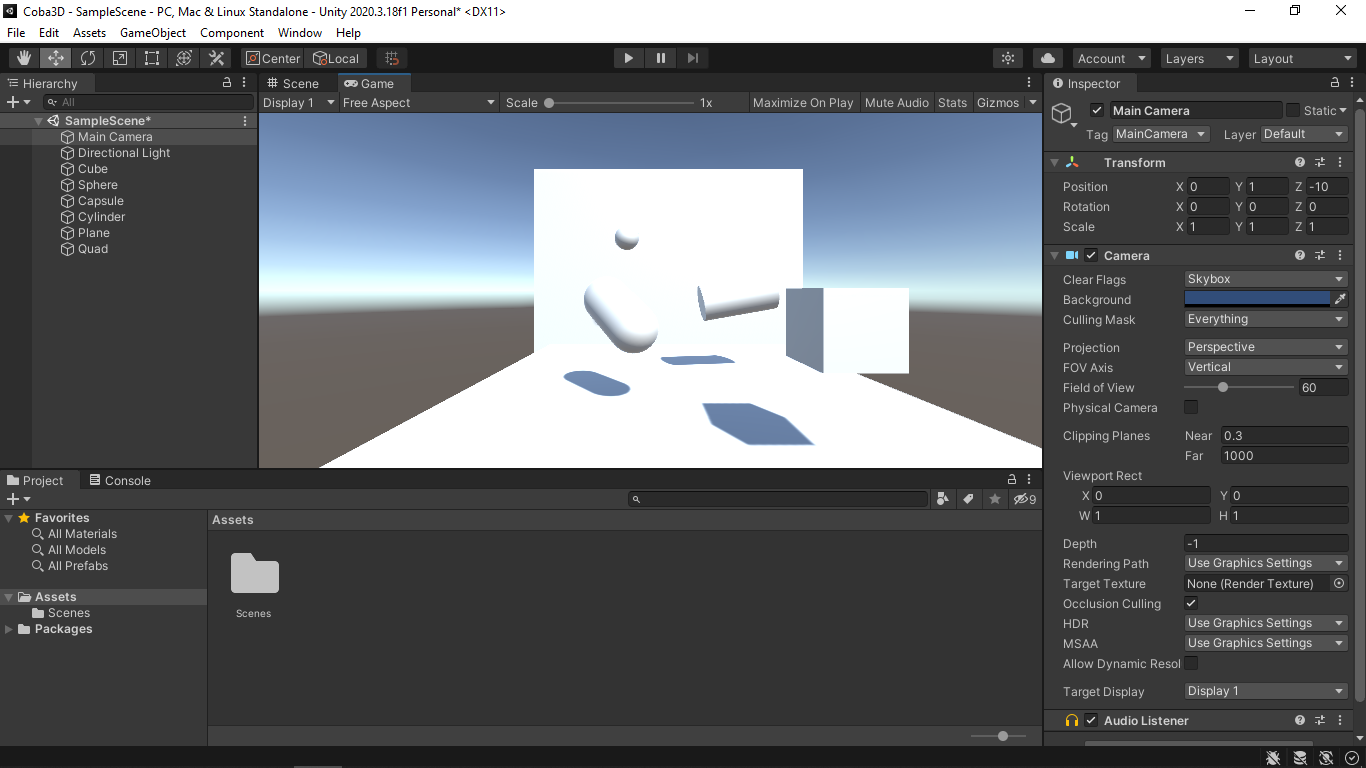 Coba3D - SampleScene - PC, Mac & Linux Standalone - Unity 2020.3.18f1 Personal* <DX11>
File Edit Assets GameObject Component Window Help
Center Local Account Layers Layout
Hierarchy
All
SampleScene*
Main Camera
Directional Light
Cube
Sphere
Capsule
Cylinder
Plane
Quad
Scene Game
Display 1 Free Aspect Scale 1x Maximize On Play Mute Audio Stats Gizmos
Inspector
Main Camera Static
Tag MainCamera Layer Default
Transform
Position X 0 Y 1 Z -10
Rotation X 0 Y 0 Z 0
Scale X 1 Y 1 Z 1
Camera
Clear Flags Skybox
Background
Culling Mask Everything
Projection Perspective
FOV Axis Vertical
Field of View 60
Physical Camera
Clipping Planes Near 0.3
Far 1000
Viewport Rect
X 0 Y 0
W 1 H 1
Depth -1
Rendering Path Use Graphics Settings
Target Texture None (Render Texture)
Occlusion Culling
HDR Use Graphics Settings
MSAA Use Graphics Settings
Allow Dynamic Resol
Target Display Display 1
Audio Listener
Project Console
9
Favorites
All Materials
All Models
All Prefabs
Assets
Scenes
Packages
Assets
Scenes